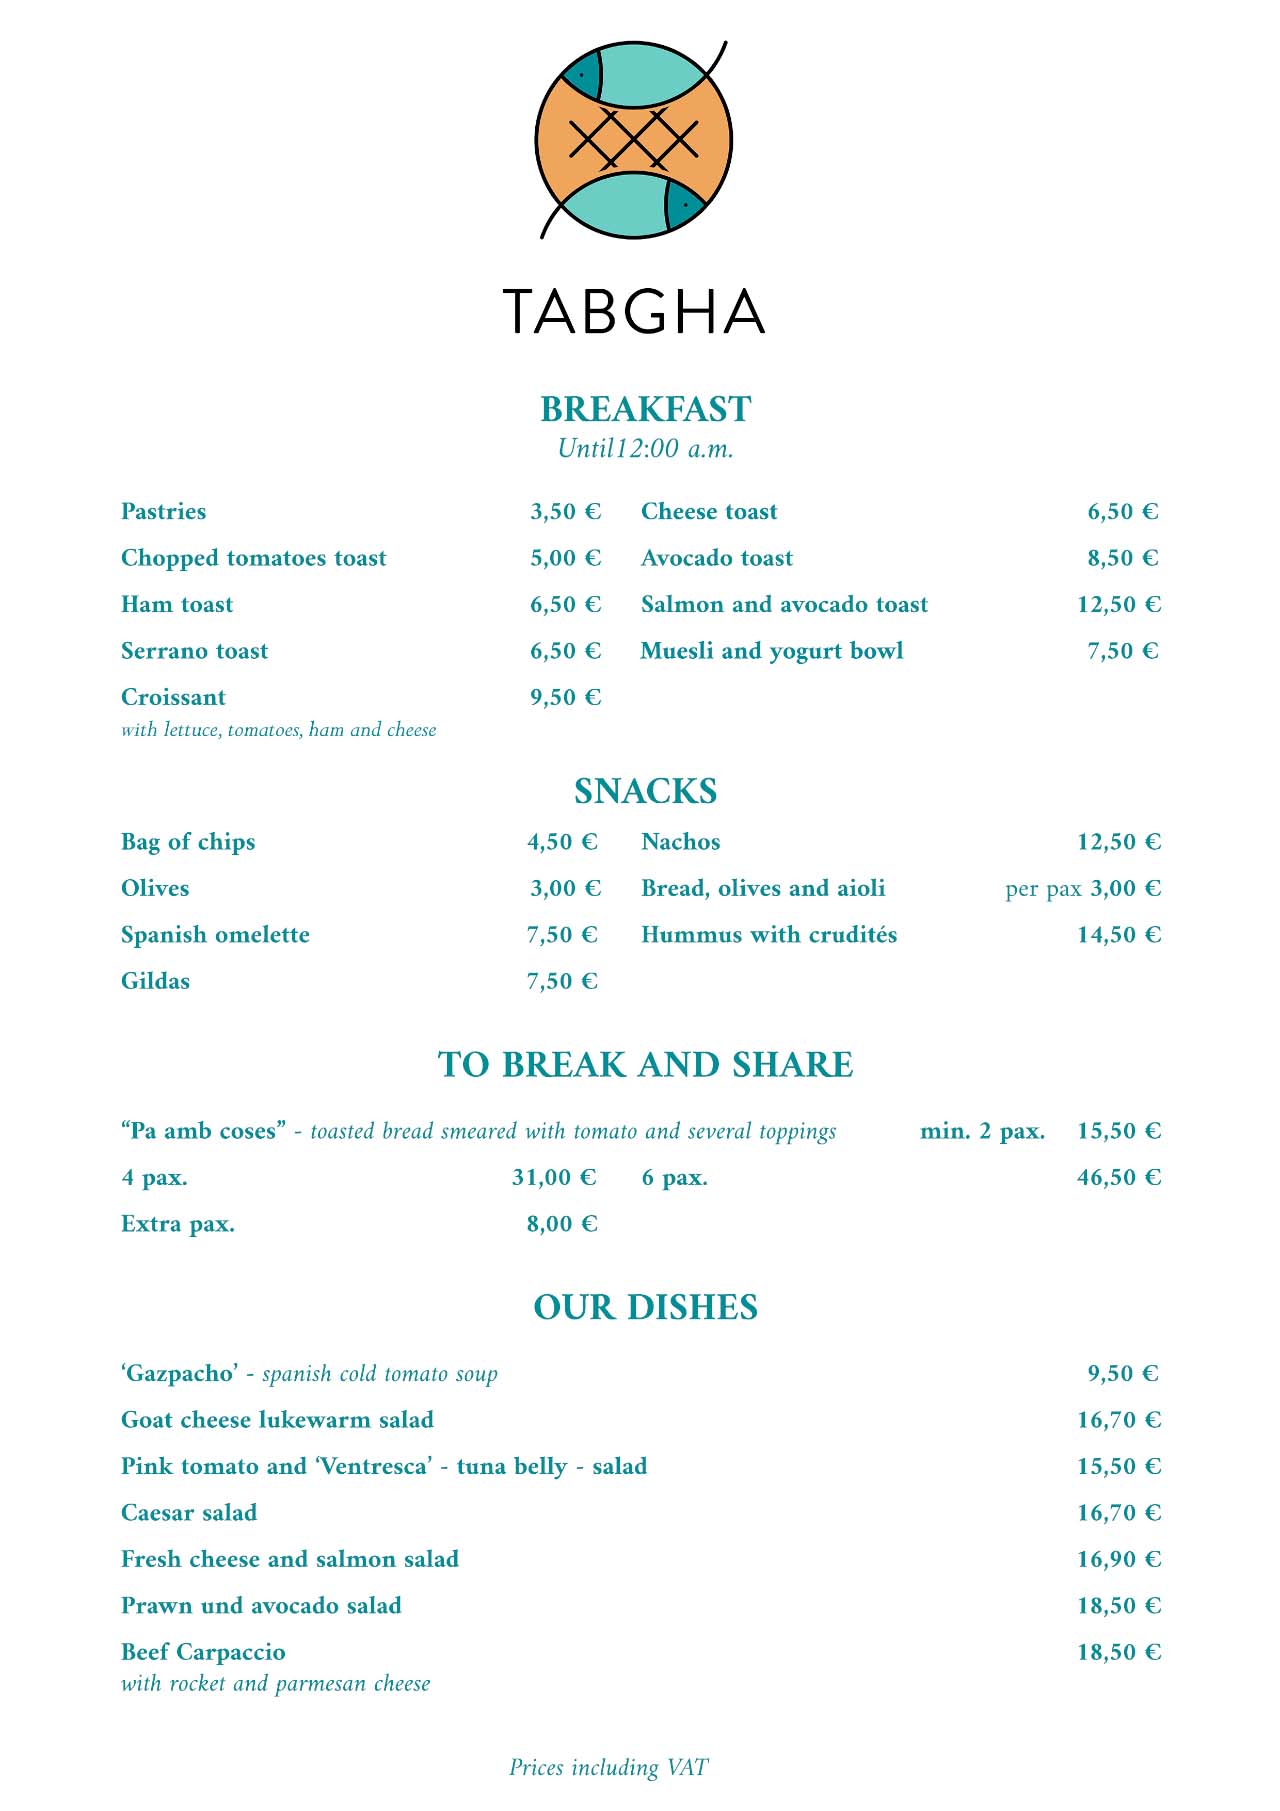 TABGHA
BREAKFAST
Until12:00 a.m.
Pastries 3,50 € Cheese toast 6,50 €
Chopped tomatoes toast 5,00 € Avocado toast 8,50 €
Ham toast 6,50 € Salmon and avocado toast 12,50 €
Serrano toast 6,50 € Muesli and yogurt bowl 7,50 €
Croissant 9,50 €
with lettuce, tomatoes, ham and cheese
SNACKS
Bag of chips 4,50 € Nachos 12,50 €
Olives 3,00 € Bread, olives and aioli per pax 3,00 €
Spanish omelette 7,50 € Hummus with crudités 14,50 €
Gildas 7,50 €
TO BREAK AND SHARE
“Pa amb coses” - toasted bread smeared with tomato and several toppings min. 2 pax. 15,50 €
4 pax. 31,00 € 6 pax. 46,50 €
Extra pax. 8,00 €
OUR DISHES
‘Gazpacho’ - spanish cold tomato soup 9,50 €
Goat cheese lukewarm salad 16,70 €
Pink tomato and ‘Ventresca’ - tuna belly - salad 15,50 €
Caesar salad 16,70 €
Fresh cheese and salmon salad 16,90 €
Prawn und avocado salad 18,50 €
Beef Carpaccio 18,50 €
with rocket and parmesan cheese
Prices including VAT